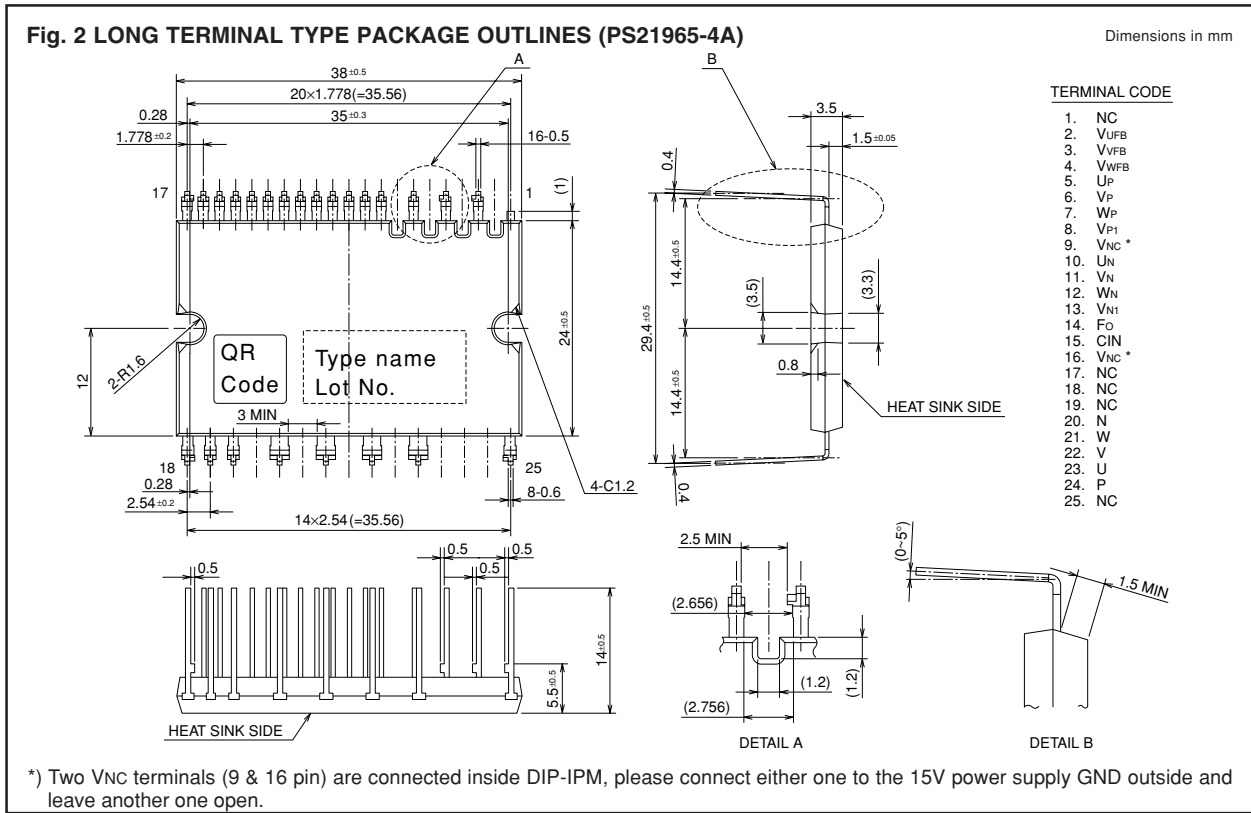 Fig. 2 LONG TERMINAL TYPE PACKAGE OUTLINES (PS21965-4A)
Dimensions in mm
A
B
38±0.5
20×1.778(=35.56)
0.28
35±0.3
1.778±0.2
16-0.5
17
1
(1)
3.5
1.5±0.05
0.4
TERMINAL CODE
1. NC
2. VUFB
3. VVFB
4. VWFB
5. UP
6. VP
7. WP
8. VP1
9. VNC *
10. UN
11. VN
12. WN
13. VN1
14. FO
15. CIN
16. VNC *
17. NC
18. NC
19. NC
20. N
21. W
22. V
23. U
24. P
25. NC
12
2-R1.6
QR
Code
Type name
Lot No.
24±0.5
3 MIN
18
25
0.28
2.54±0.2
14×2.54(=35.56)
8-0.6
4-C1.2
29.4±0.5
14.4±0.5
14.4±0.5
(3.5)
(3.3)
0.8
HEAT SINK SIDE
0.4
0.5
0.5
0.5
0.5
14±0.5
5.5±0.5
HEAT SINK SIDE
2.5 MIN
(2.656)
(1.2)
(1.2)
(2.756)
DETAIL A
(0~5°)
1.5 MIN
DETAIL B
*) Two VNC terminals (9 & 16 pin) are connected inside DIP-IPM, please connect either one to the 15V power supply GND outside and
leave another one open.